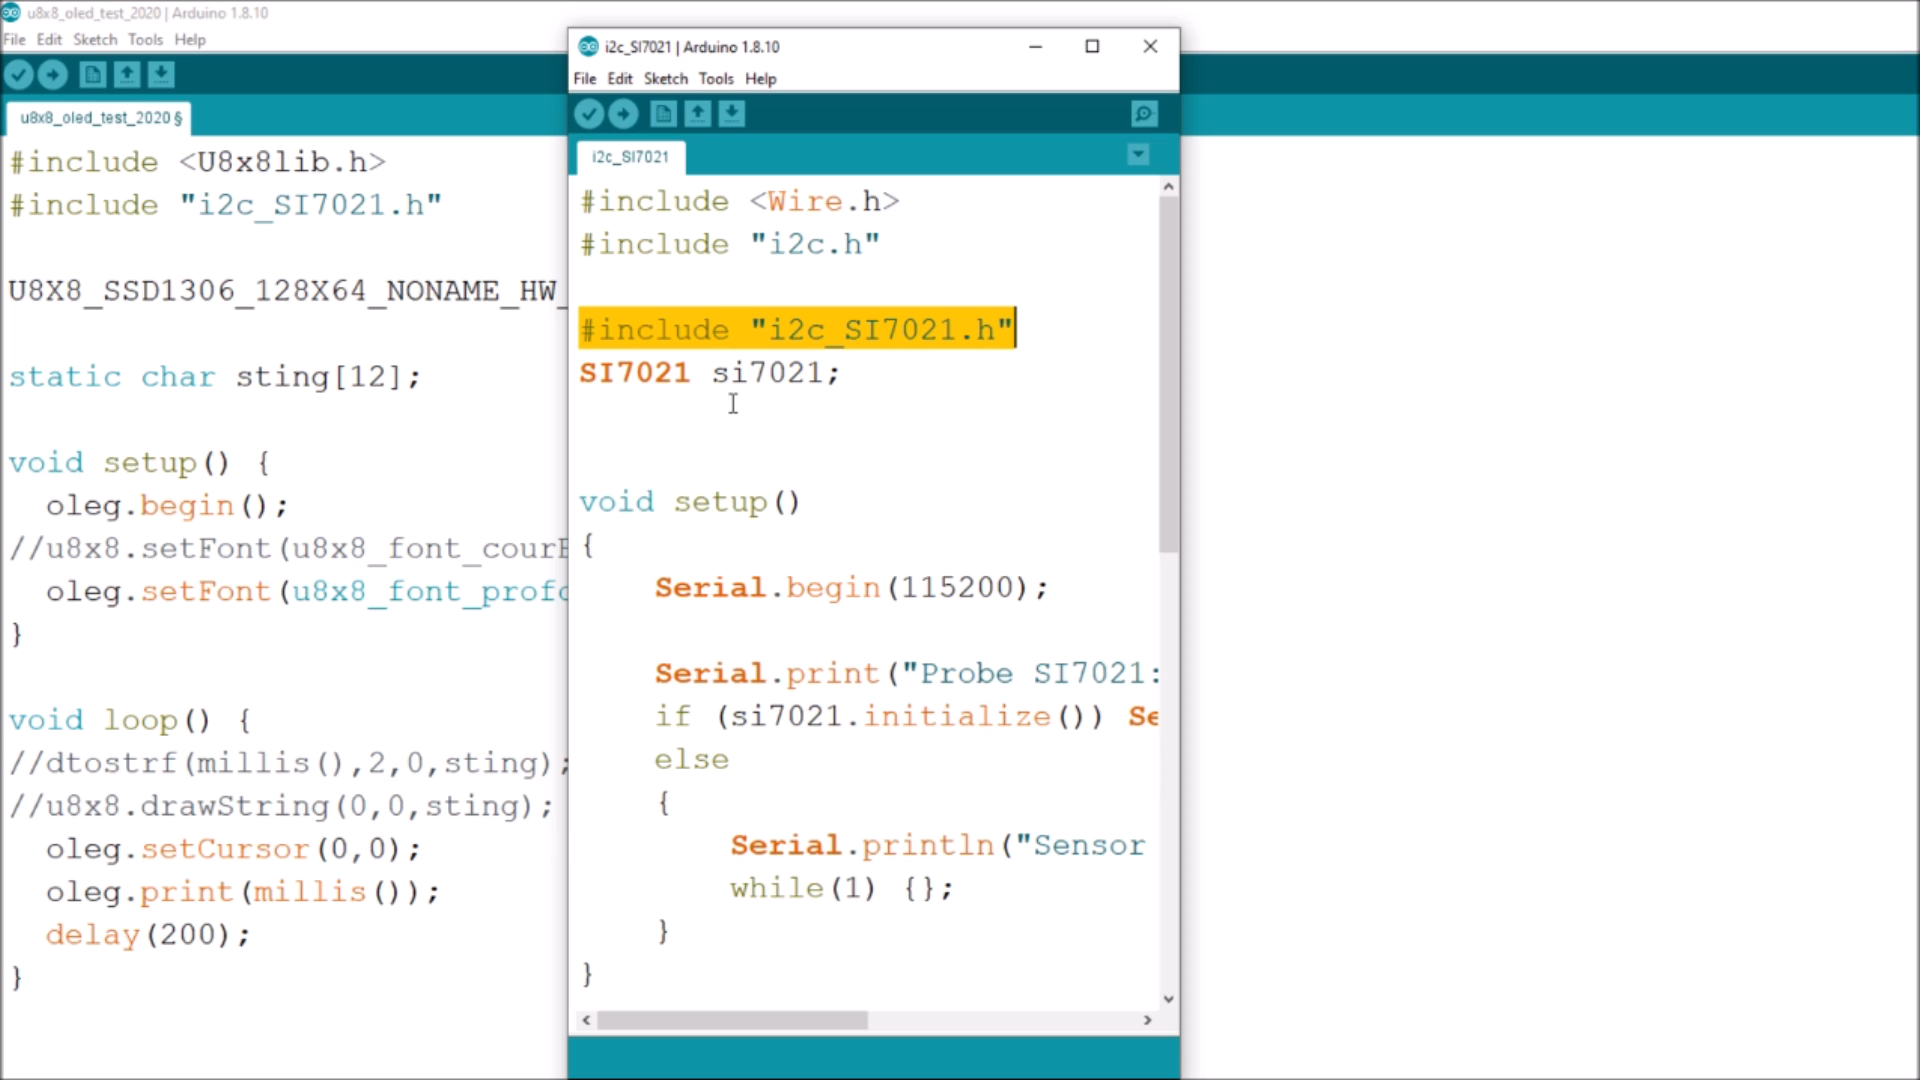 u8x8_oled_test_2020 | Arduino 1.8.10
File Edit Sketch Tools Help
u8x8_oled_test_2020 §
#include <U8x8lib.h>
#include "i2c_SI7021.h"
U8X8_SSD1306_128X64_NONAME_HW_
static char sting[12];
void setup() {
oleg.begin();
//u8x8.setFont(u8x8_font_cour
oleg.setFont(u8x8_font_prof
}
void loop() {
//dtostrf(millis(),2,0,sting);
//u8x8.drawString(0,0,sting);
oleg.setCursor(0,0);
oleg.print(millis());
delay(200);
}
i2c_SI7021 | Arduino 1.8.10
File Edit Sketch Tools Help
i2c_SI7021
#include <Wire.h>
#include "i2c.h"
#include "i2c_SI7021.h"
SI7021 si7021;
void setup()
{
Serial.begin(115200);
Serial.print("Probe SI7021:
if (si7021.initialize()) Se
else
{
Serial.println("Sensor
while(1) {};
}
}